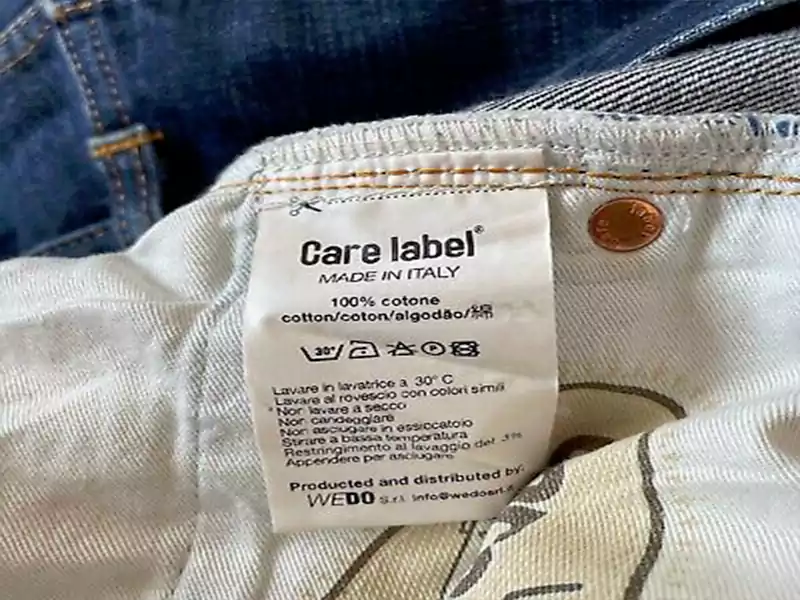 Care label®
MADE IN ITALY
100% cotone
cotton/coton/algodão/綿
30°
Lavare in lavatrice a 30° C
Lavare al rovescio con colori simili
Non lavare a secco
Non candeggiare
Non asciugare in essiccatoio
Stirare a bassa temperatura
Restringimento al lavaggio del 3%
Appendere per asciugare
Producted and distributed by:
WEDO S.r.l. info@wedosrl.it